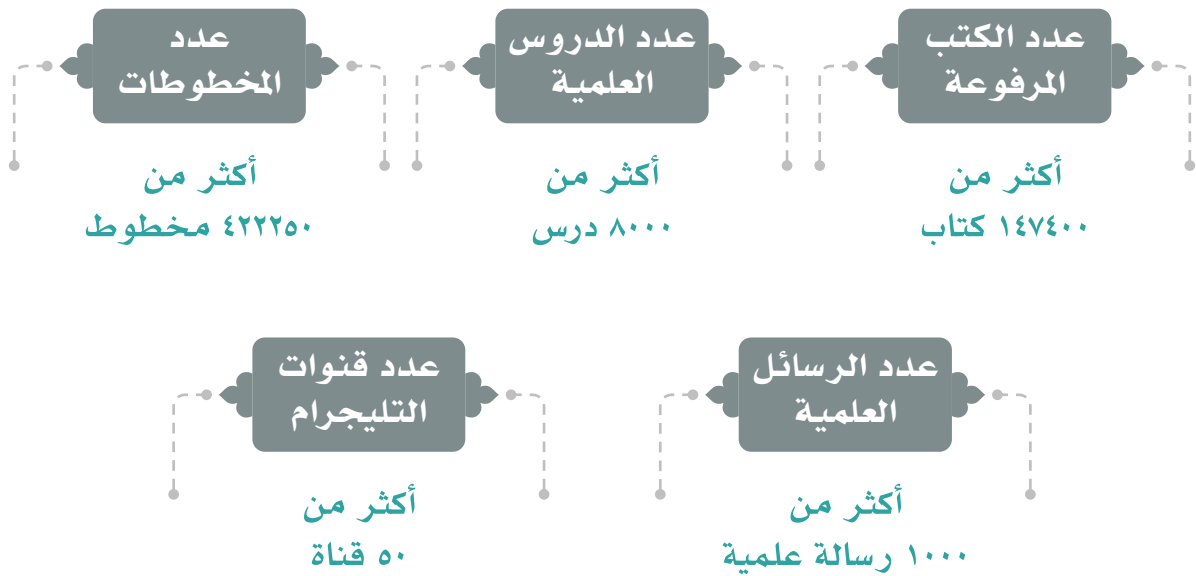 عدد الكتب
المرفوعة
أكثر من
١٤٧٤٠٠ كتاب
عدد الدروس
العلمية
أكثر من
٨٠٠٠ درس
عدد
المخطوطات
أكثر من
٤٢٢٢٥٠ مخطوط
عدد الرسائل
العلمية
أكثر من
١٠٠٠ رسالة علمية
عدد قنوات
التليجرام
أكثر من
٥٠ قناة